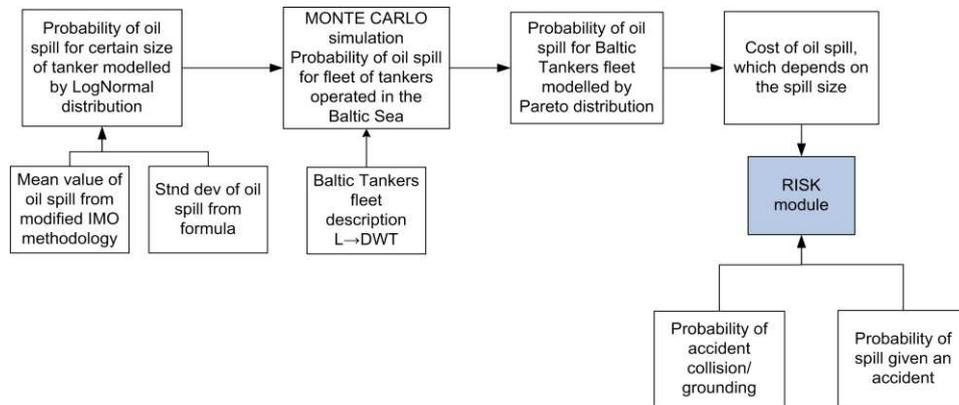 Probability of oil
spill for certain size
of tanker modelled
by LogNormal
distribution
MONTE CARLO
simulation
Probability of oil spill
for fleet of tankers
operated in the
Baltic Sea
Probability of oil
spill for Baltic
Tankers fleet
modelled by
Pareto distribution
Cost of oil spill,
which depends on
the spill size
Mean value of
oil spill from
modified IMO
methodology
Stnd dev of oil
spill from
formula
Baltic Tankers
fleet
description
L→DWT
RISK
module
Probability of
accident
collision/
grounding
Probability of
spill given an
accident